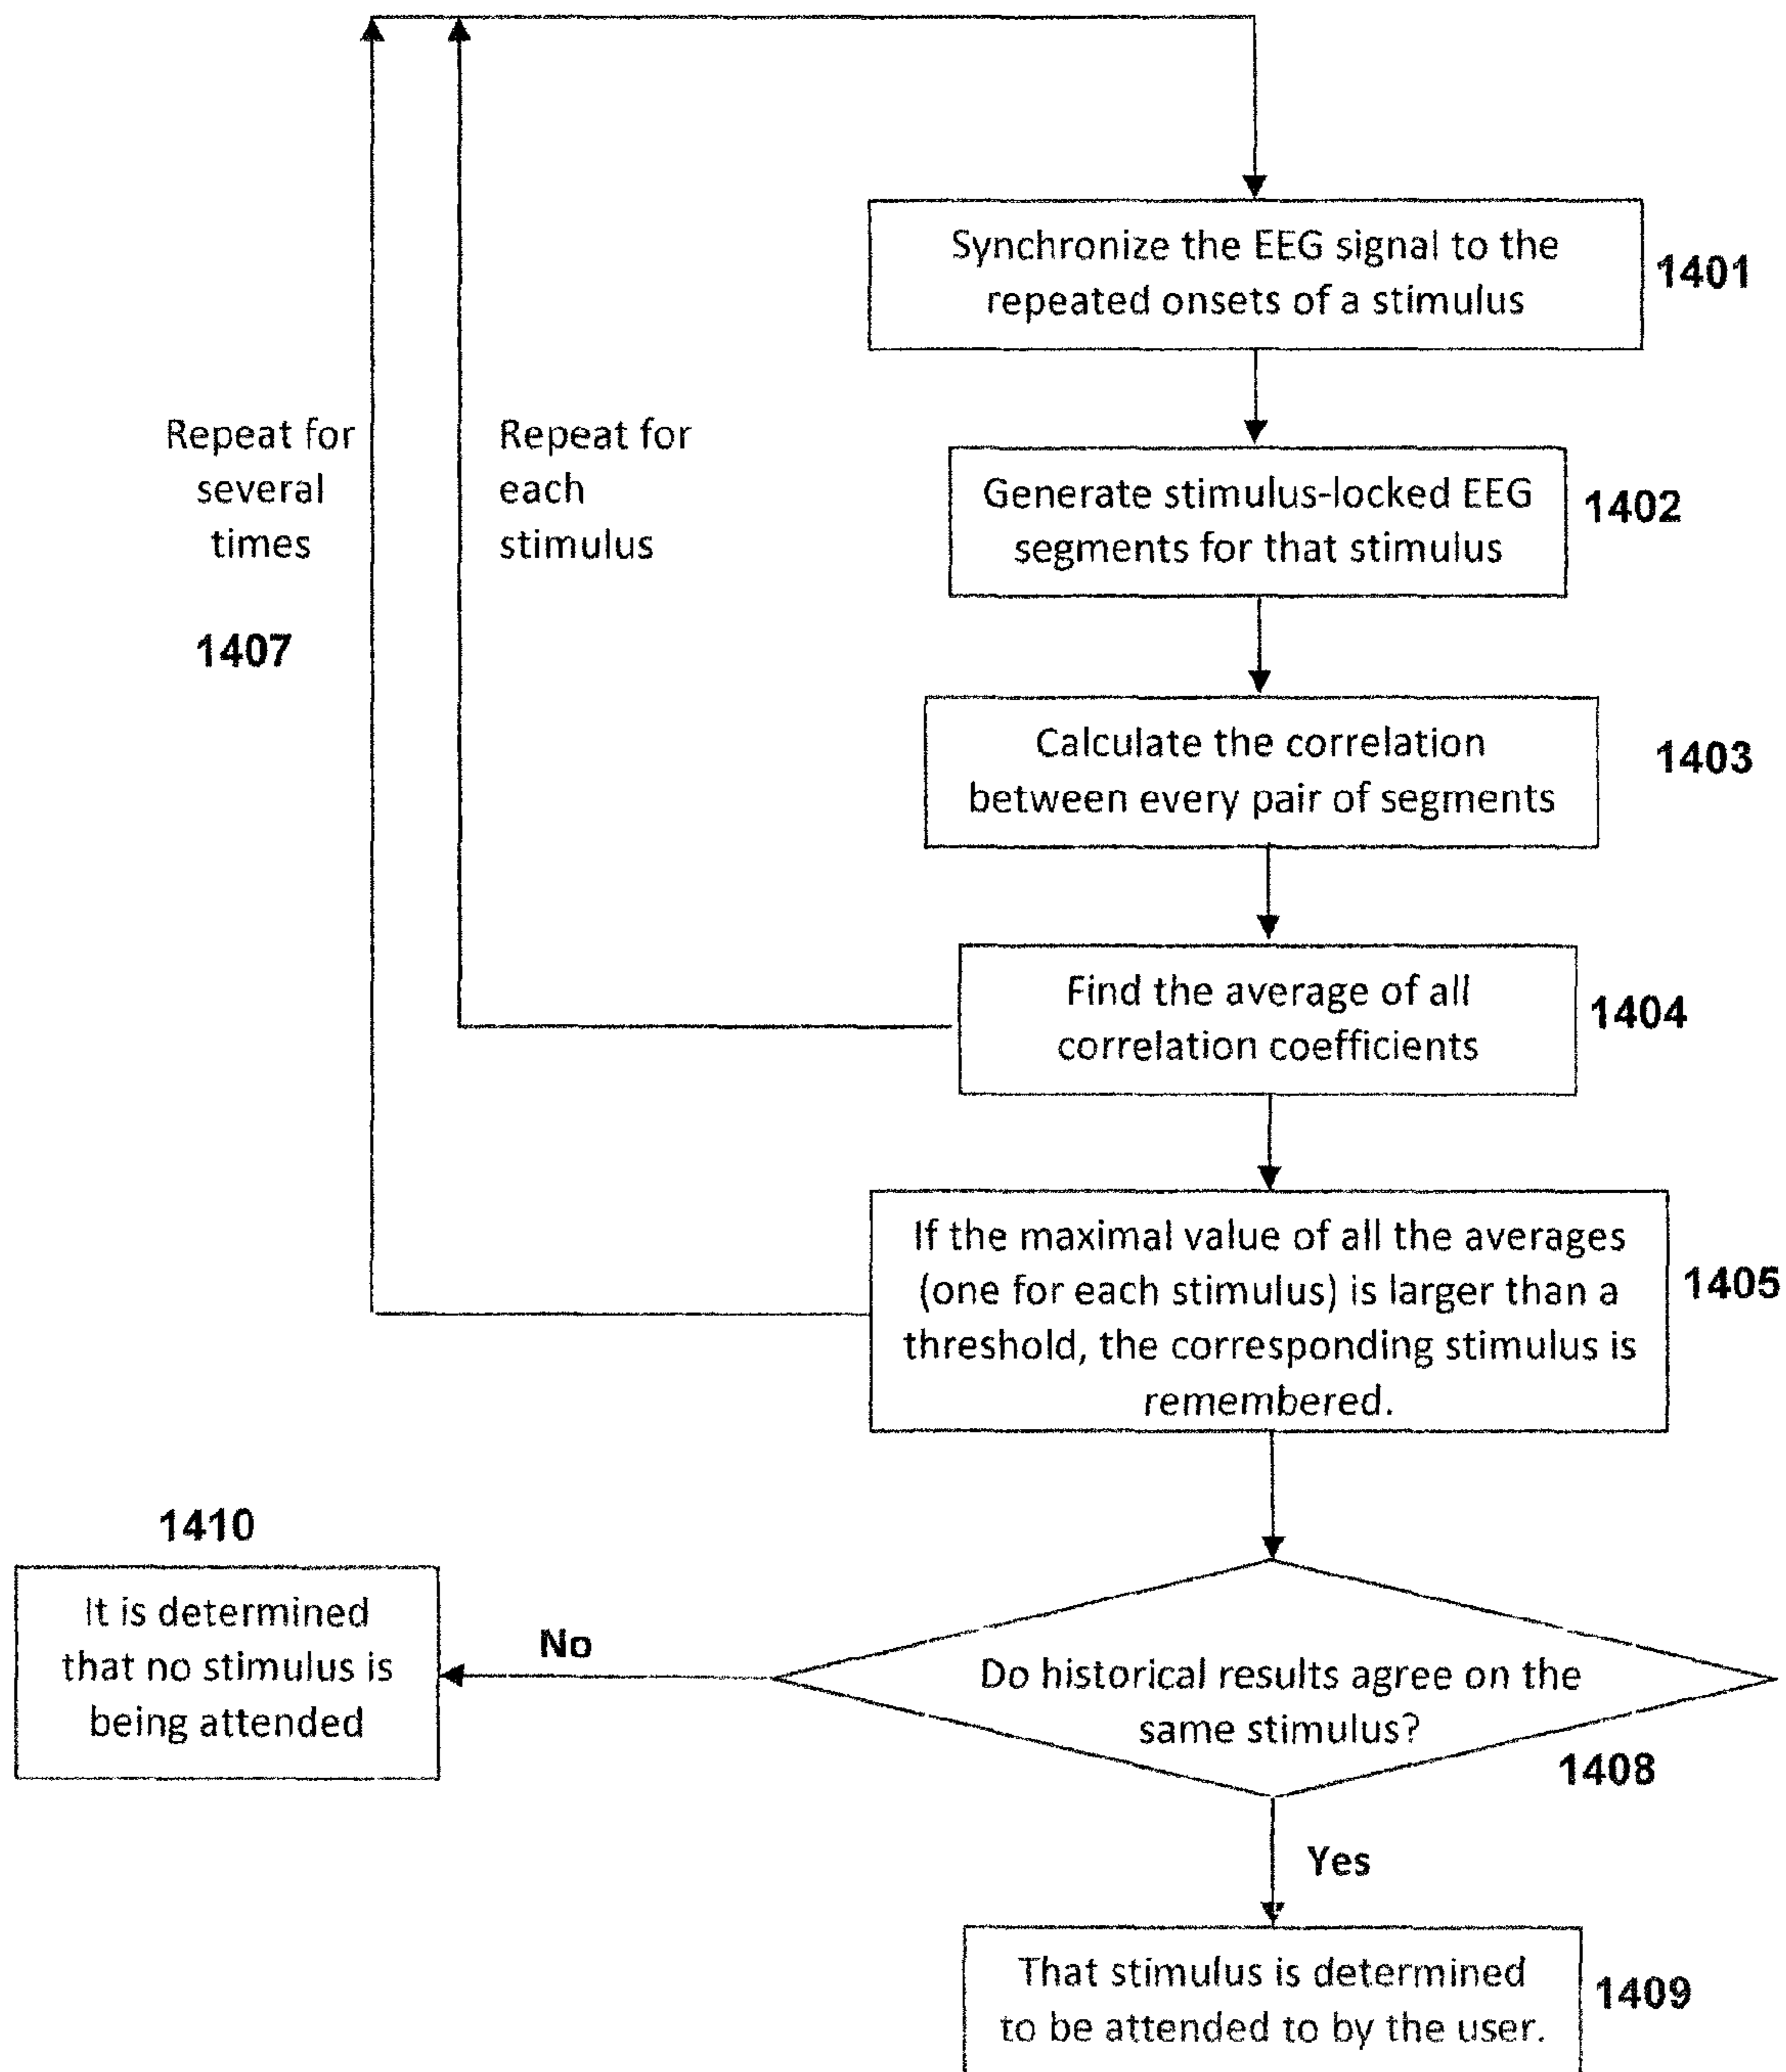 Synchronize the EEG signal to the
repeated onsets of a stimulus
1401
Repeat for
several
times
1407
Repeat for
each
stimulus
Generate stimulus-locked EEG
segments for that stimulus
1402
Calculate the correlation
between every pair of segments
1403
Find the average of all
correlation coefficients
1404
If the maximal value of all the averages
(one for each stimulus) is larger than a
threshold, the corresponding stimulus is
remembered.
1405
1410
It is determined
that no stimulus is
being attended
No
Do historical results agree on the
same stimulus?
1408
Yes
That stimulus is determined
to be attended to by the user.
1409